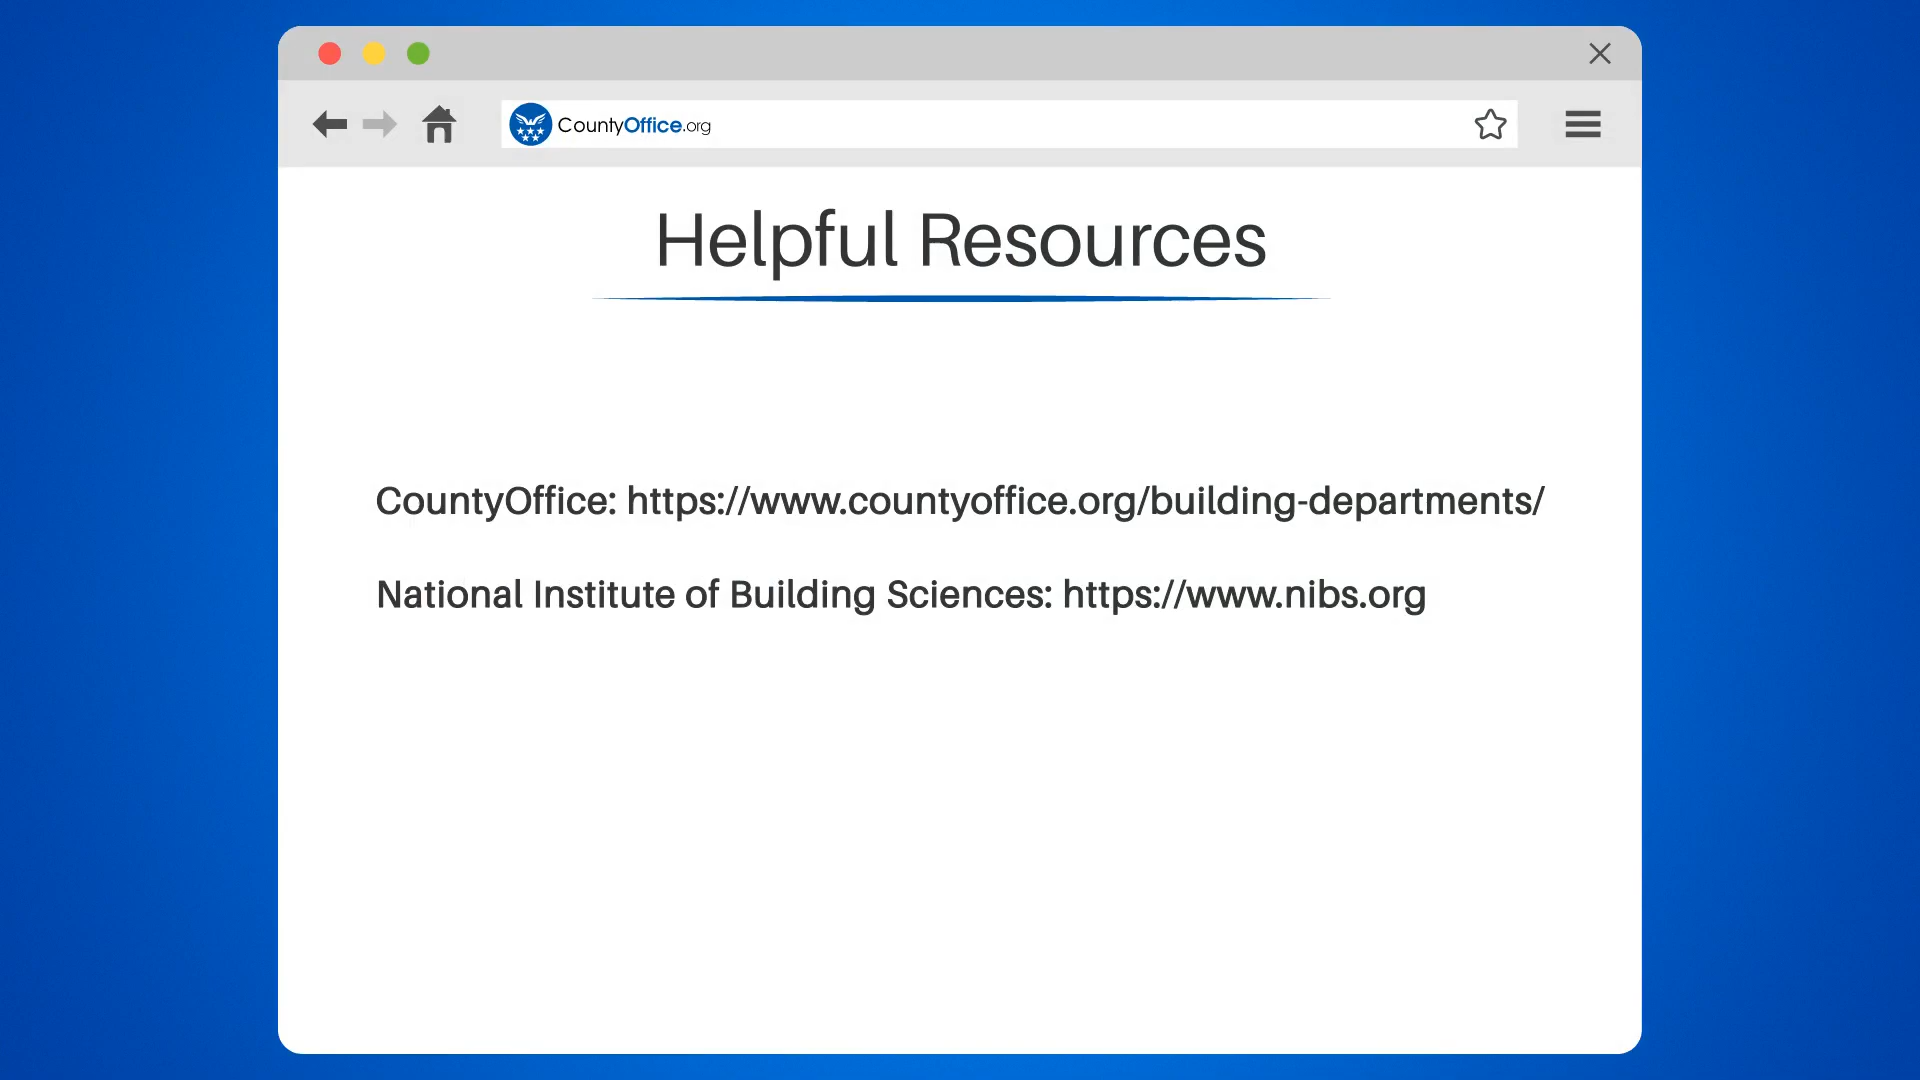 CountyOffice.org
Helpful Resources
CountyOffice: https://www.countyoffice.org/building-departments/
National Institute of Building Sciences: https://www.nibs.org